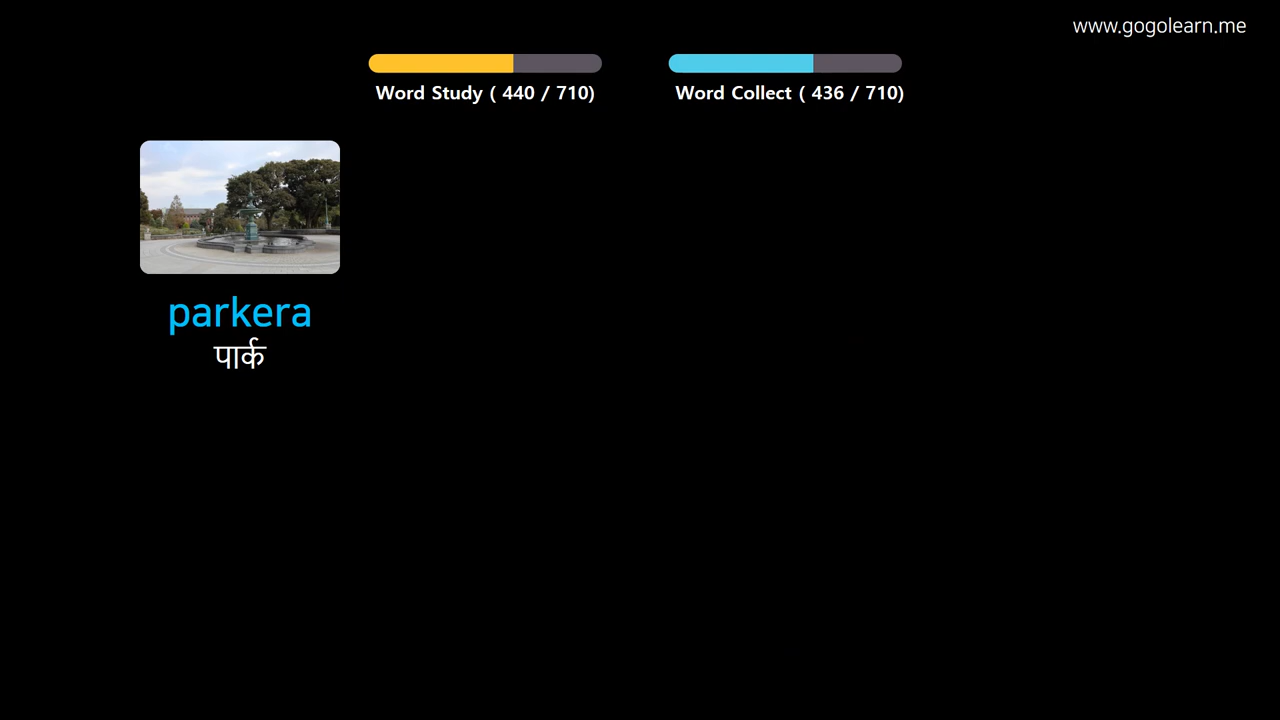 www.gogolearn.me
Word Study ( 440 / 710)
Word Collect ( 436 / 710)
parkera
पार्क